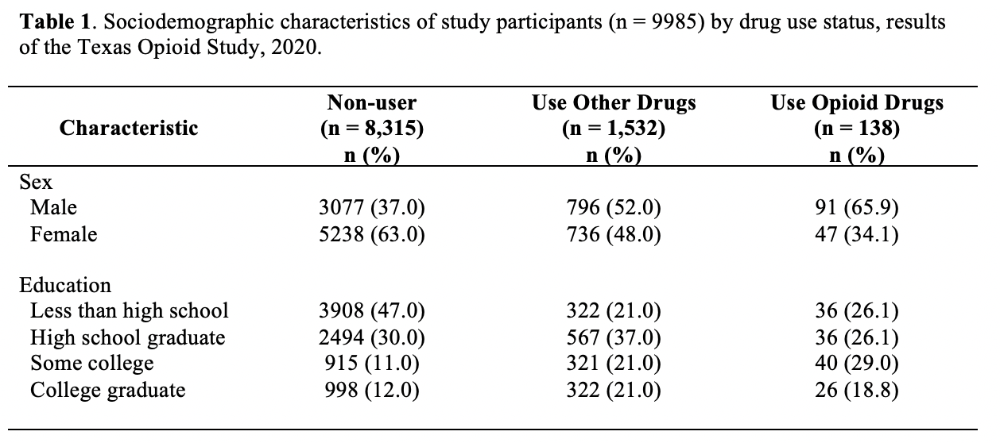 Table 1. Sociodemographic characteristics of study participants (n = 9985) by drug use status, results
of the Texas Opioid Study, 2020.
Characteristic Non-user Use Other Drugs Use Opioid Drugs
(n = 8,315) (n = 1,532) (n = 138)
n (%) n (%) n (%)
Sex
Male 3077 (37.0) 796 (52.0) 91 (65.9)
Female 5238 (63.0) 736 (48.0) 47 (34.1)
Education
Less than high school 3908 (47.0) 322 (21.0) 36 (26.1)
High school graduate 2494 (30.0) 567 (37.0) 36 (26.1)
Some college 915 (11.0) 321 (21.0) 40 (29.0)
College graduate 998 (12.0) 322 (21.0) 26 (18.8)